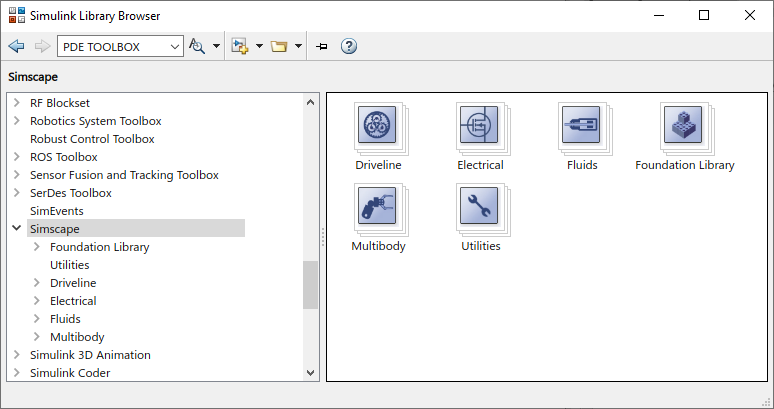 Simulink Library Browser
PDE TOOLBOX
Simscape
RF Blockset
Robotics System Toolbox
Robust Control Toolbox
ROS Toolbox
Sensor Fusion and Tracking Toolbox
SerDes Toolbox
SimEvents
Simscape
Foundation Library
Utilities
Driveline
Electrical
Fluids
Multibody
Simulink 3D Animation
Simulink Coder
Driveline Electrical Fluids Foundation Library
Multibody Utilities